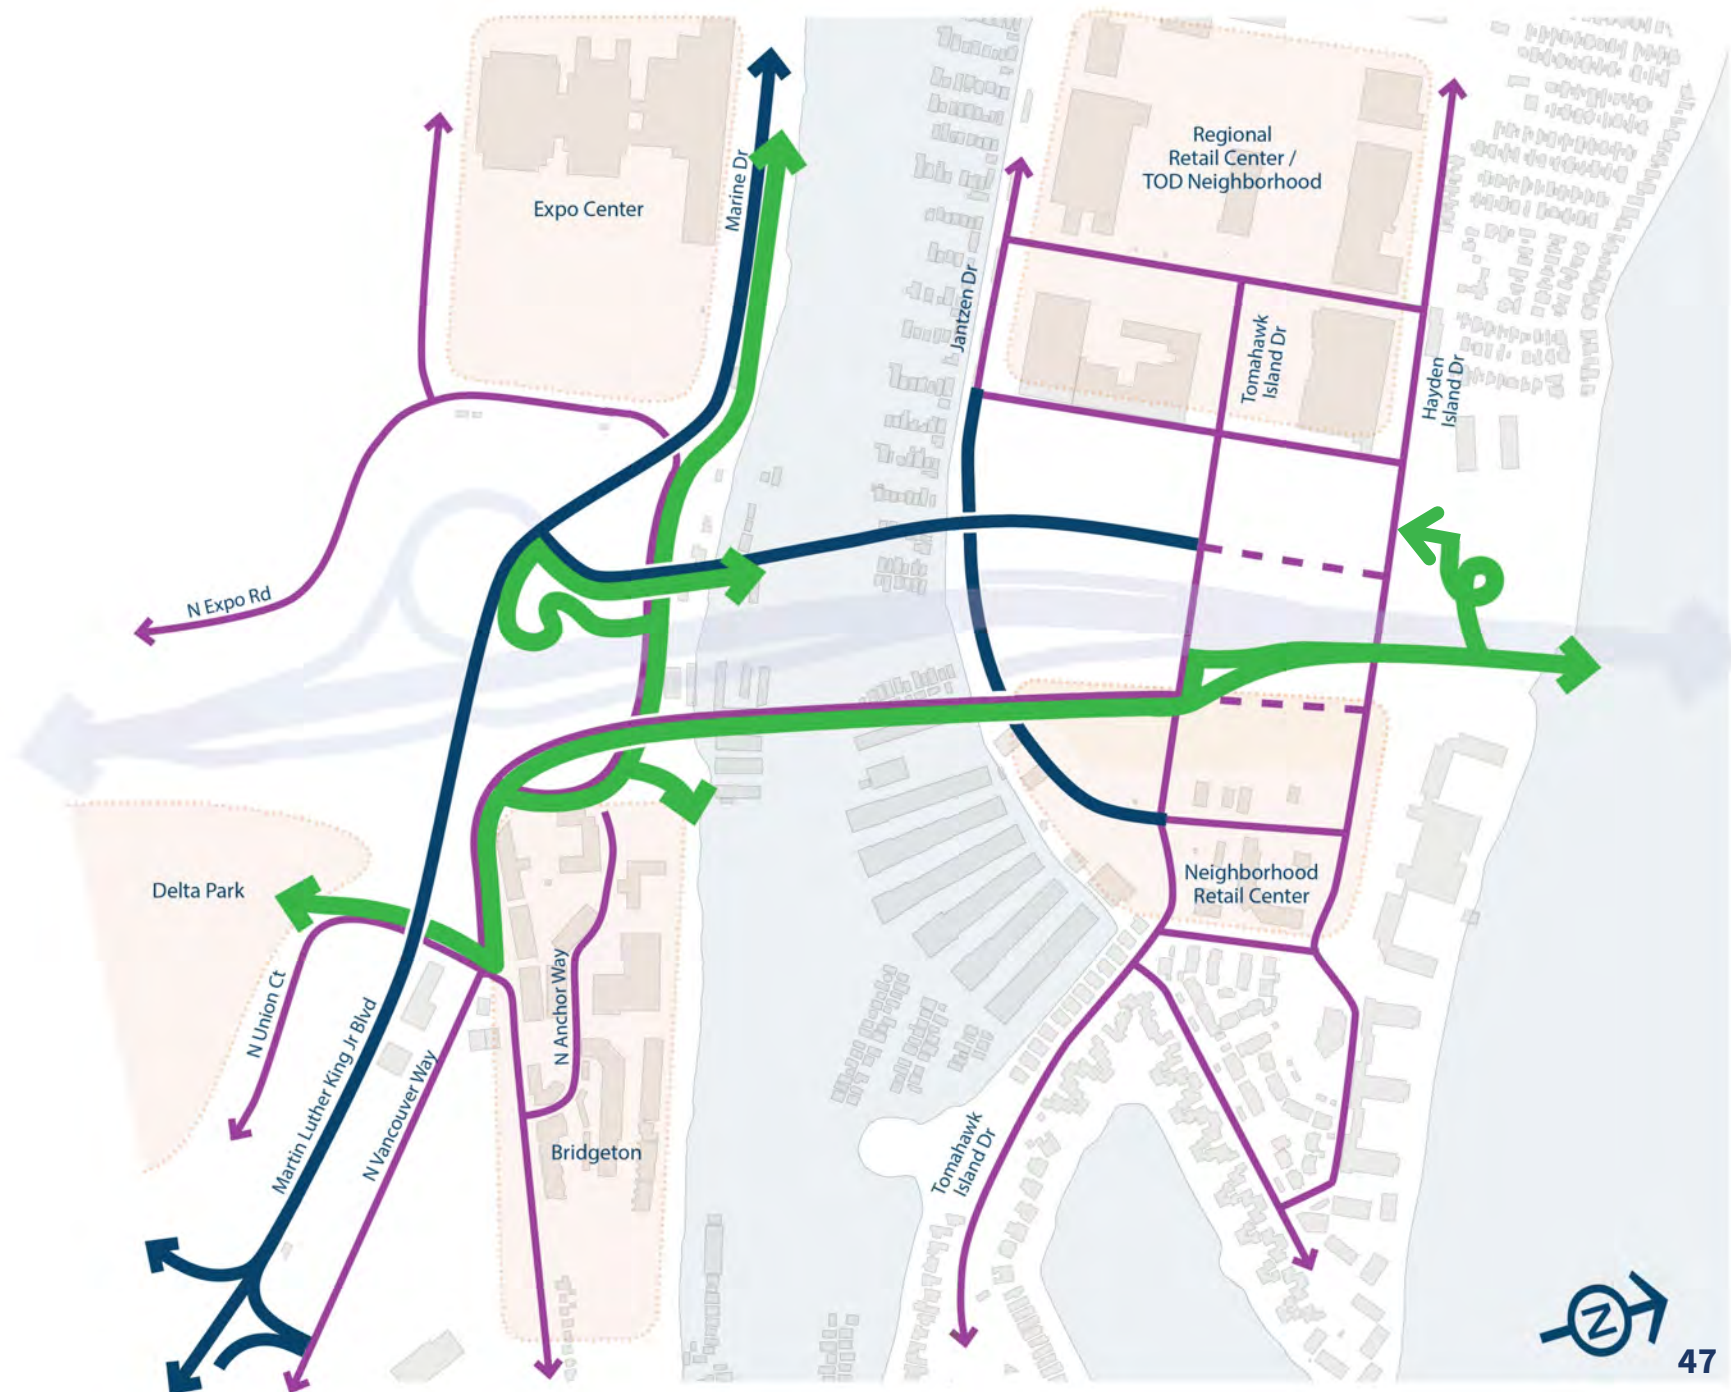 Regional
Retail Center /
TOD Neighborhood
Expo Center
Marine Dr
Jantzen Dr
Tomahawk
Island Dr
Hayden
Island Dr
N Expo Rd
Delta Park
Neighborhood
Retail Center
N Union Ct
N Anchor Way
Martin Luther King Jr Blvd
N Vancouver Way
Bridgeton
Tomahawk
Island Dr
N
47